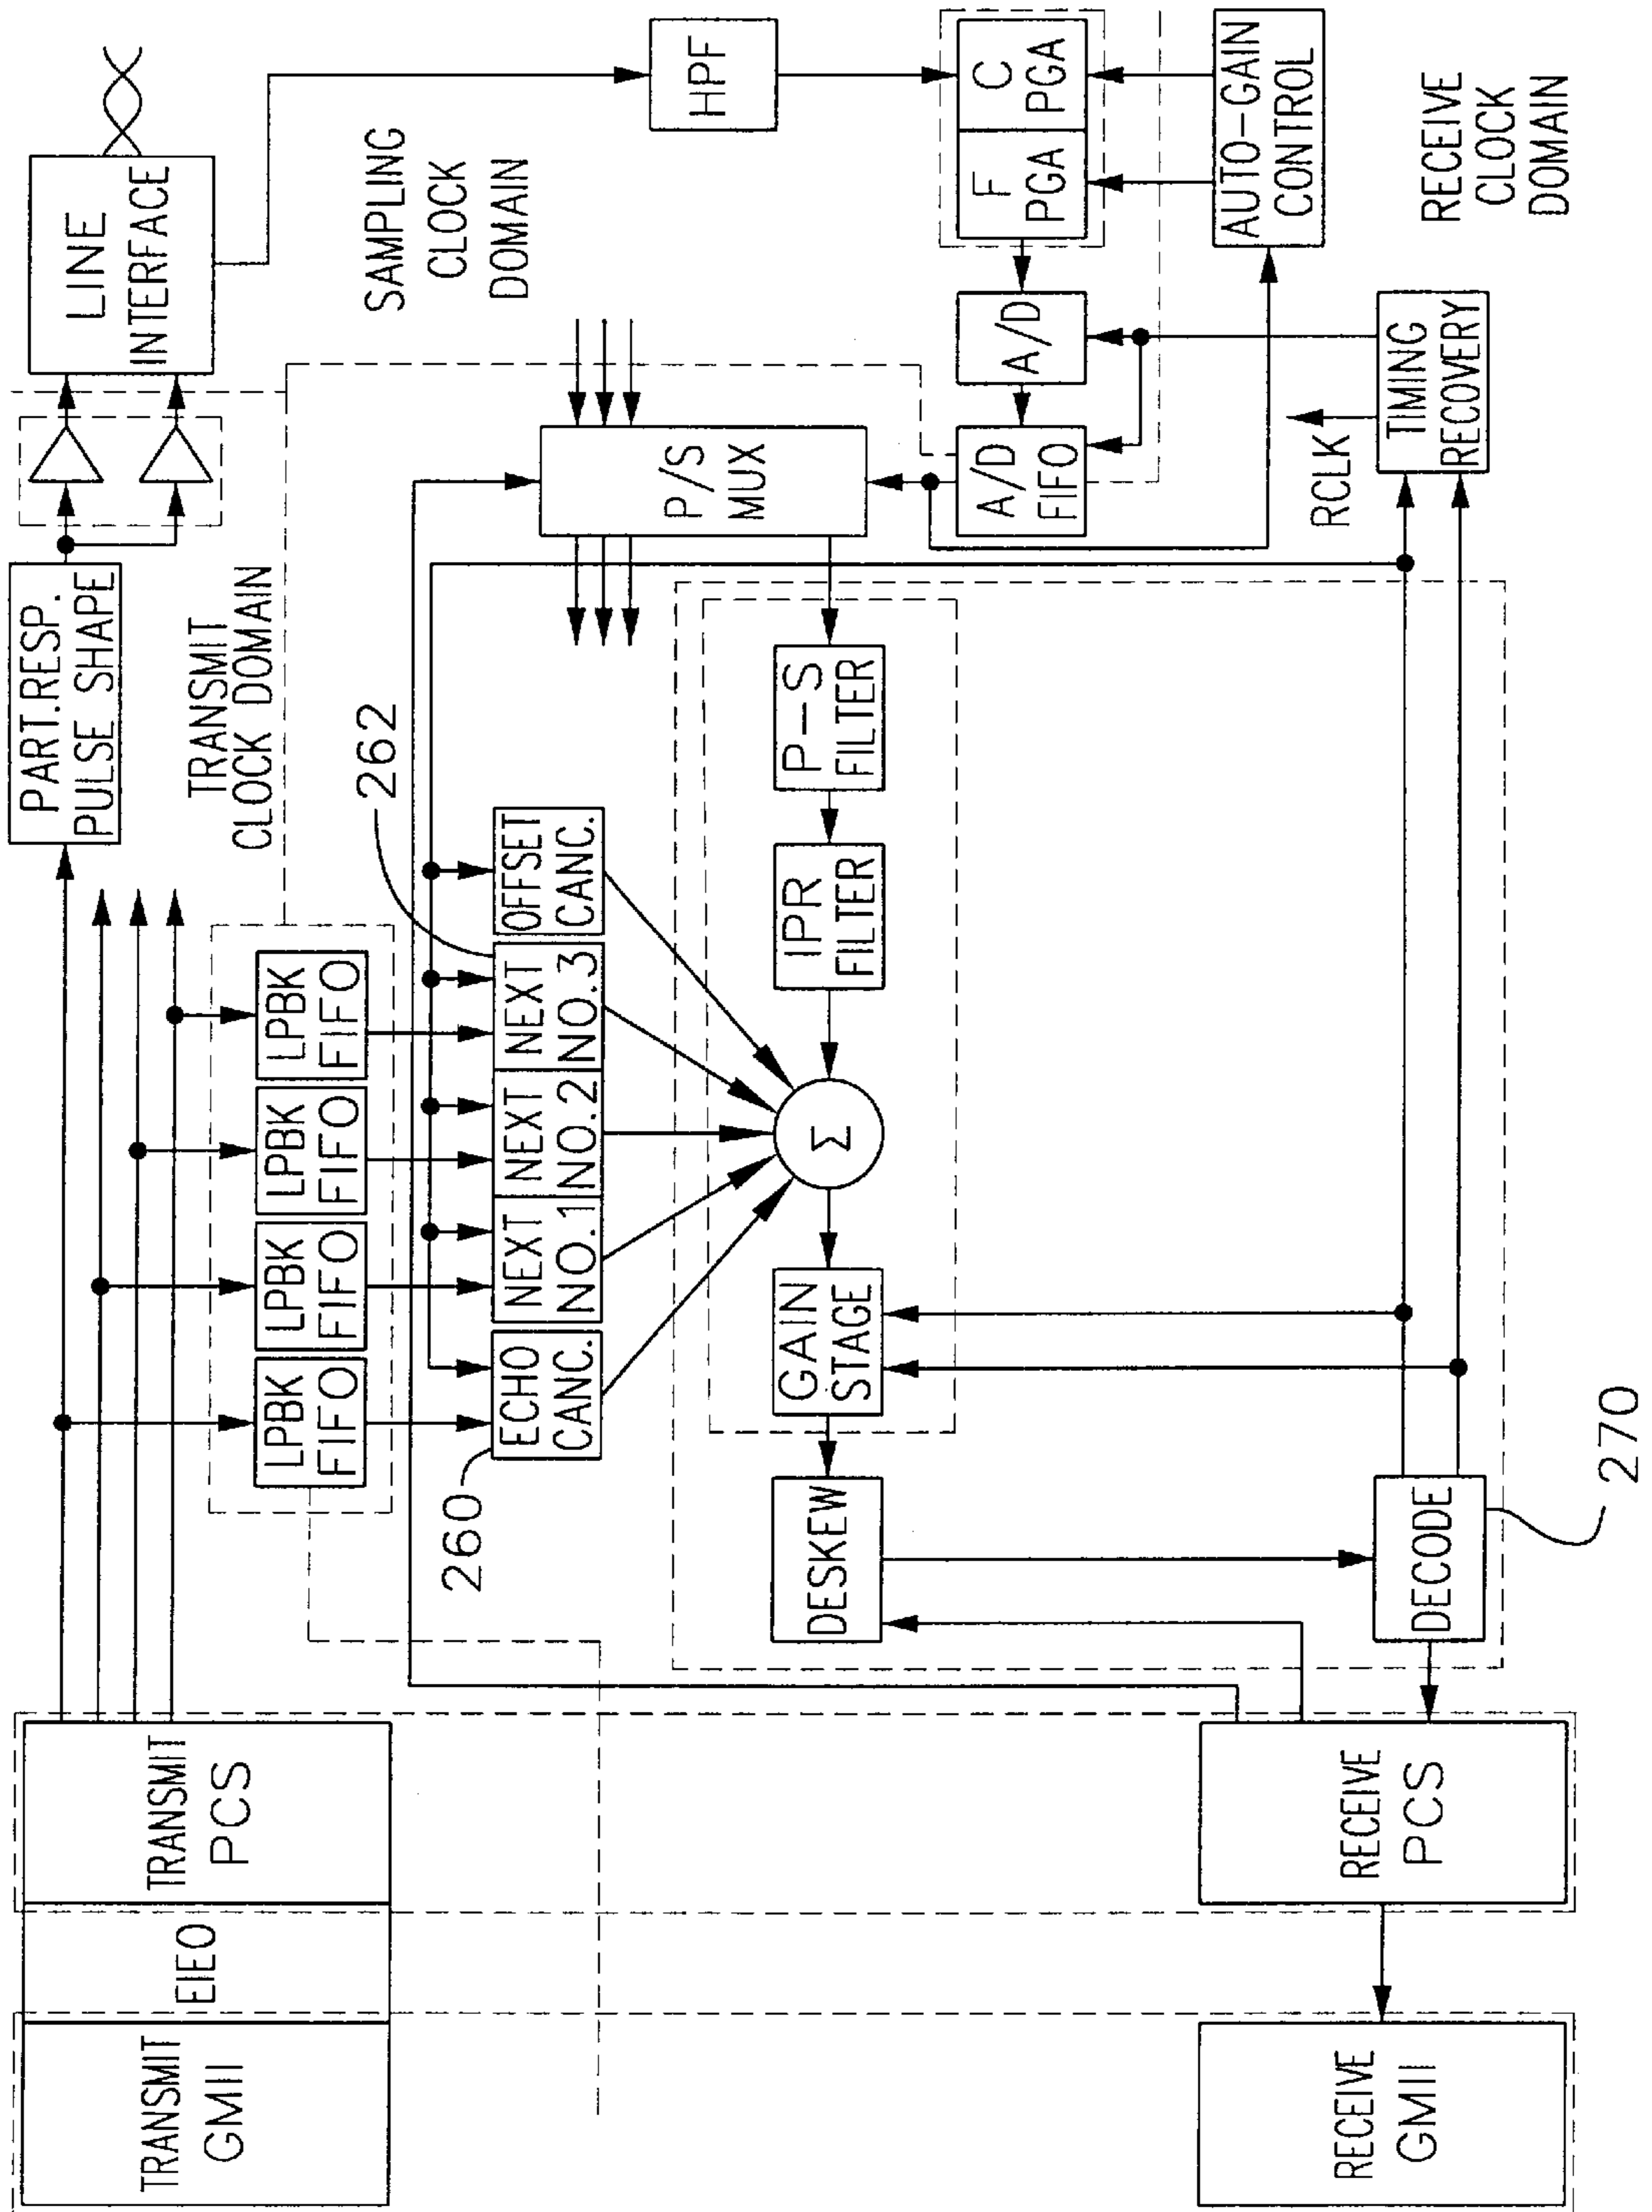 TRANSMIT
GMII
EIEO
TRANSMIT
PCS
PART.RESP.
PULSE SHAPE
LINE
INTERFACE
TRANSMIT
CLOCK DOMAIN
LPBK
FIFO
LPBK
FIFO
LPBK
FIFO
LPBK
FIFO
SAMPLING
CLOCK
DOMAIN
260
262
ECHO
CANC.
NEXT
NO.1
NEXT
NO.2
NEXT
NO.3
OFFSET
CANC.
P/S
MUX
HPF
DESKEW
GAIN
STAGE
Σ
IPR
FILTER
P-S
FILTER
A/D
FIFO
A/D
F
PGA
C
PGA
AUTO-GAIN
CONTROL
RECEIVE
GMII
RECEIVE
PCS
DECODE
270
RCLK
TIMING
RECOVERY
RECEIVE
CLOCK
DOMAIN